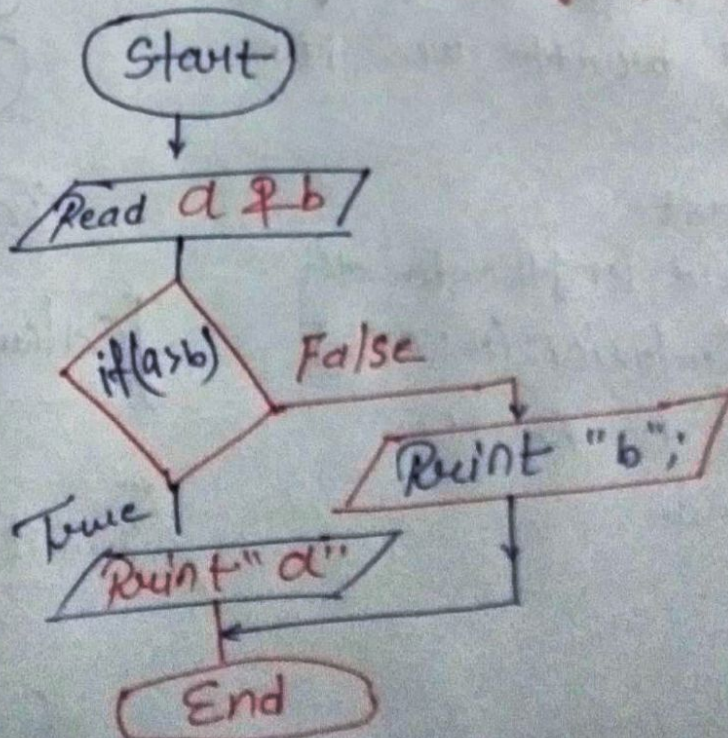 Start
Read a & b
if(a>b)
False
True
Print "b";
Print "a"
End